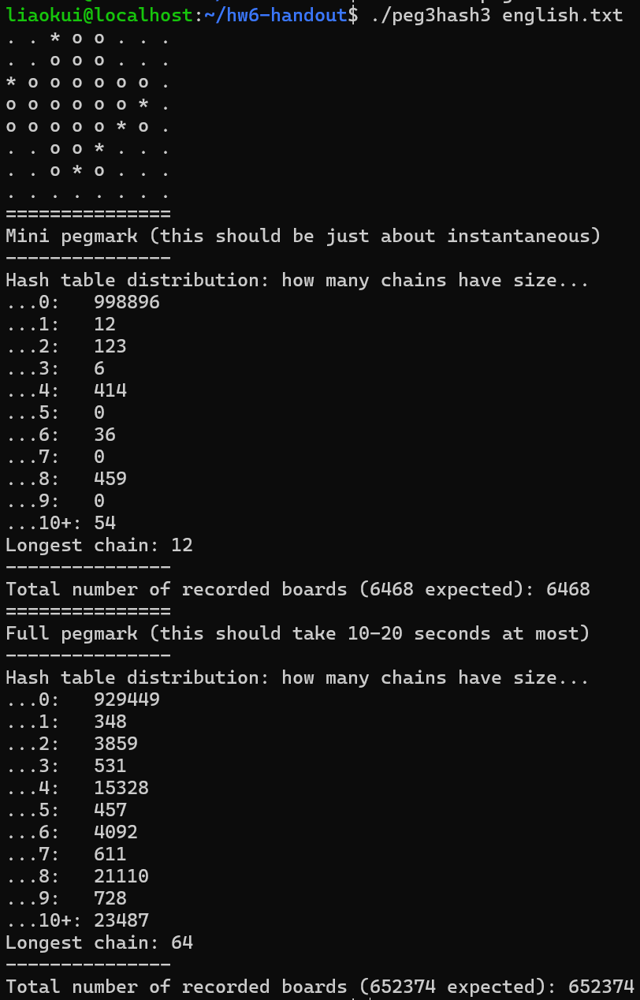 liaokui@localhost:~/hw6-handout$ ./peg3hash3 english.txt
. . * o o . . .
. . o o o . . .
* o o o o o o .
o o o o o o * .
o o o o o * o .
. . o o * . . .
. . o * o . . .
. . . . . . . .
===============
Mini pegmark (this should be just about instantaneous)
---------------
Hash table distribution: how many chains have size...
...0:   998896
...1:   12
...2:   123
...3:   6
...4:   414
...5:   0
...6:   36
...7:   0
...8:   459
...9:   0
...10+: 54
Longest chain: 12
---------------
Total number of recorded boards (6468 expected): 6468
===============
Full pegmark (this should take 10-20 seconds at most)
---------------
Hash table distribution: how many chains have size...
...0:   929449
...1:   348
...2:   3859
...3:   531
...4:   15328
...5:   457
...6:   4092
...7:   611
...8:   21110
...9:   728
...10+: 23487
Longest chain: 64
---------------
Total number of recorded boards (652374 expected): 652374